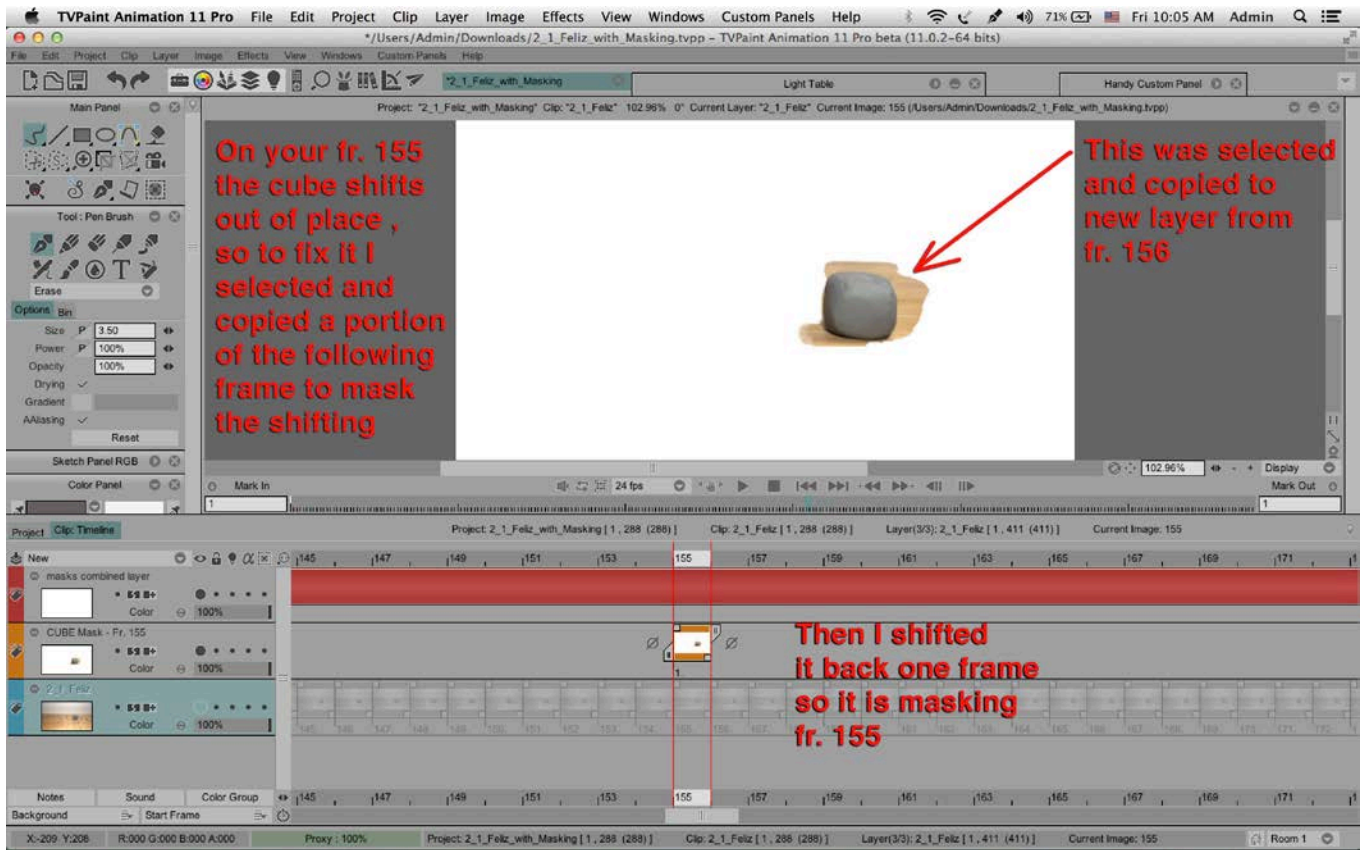 TVPaint Animation 11 Pro File Edit Project Clip Layer Image Effects View Windows Custom Panels Help 71% Fri 10:05 AM Admin
*/Users/Admin/Downloads/2_1_Feliz_with_Masking.tvpp - TVPaint Animation 11 Pro beta (11.0.2-64 bits)
File Edit Project Clip Layer Image Effects View Windows Custom Panels Help
*2_1_Feliz_with_Masking Light Table Handy Custom Panel
Main Panel
Project: "2_1_Feliz_with_Masking" Clip: "2_1_Feliz" 102.96% 0° Current Layer: "2_1_Feliz" Current Image: 155 (/Users/Admin/Downloads/2_1_Feliz_with_Masking.tvpp)
On your fr. 155
the cube shifts
out of place ,
so to fix it I
selected and
copied a portion
of the following
frame to mask
the shifting
This was selected
and copied to
new layer from
fr. 156
Tool : Pen Brush
T
Erase
Options Bin
Size P 3.50
Power P 100%
Opacity 100%
Drying
Gradient
AAliasing
Reset
Sketch Panel RGB
Color Panel
102.96% Display
Mark In 24 fps Mark Out
1 1
Project Clip: Timeline Project: 2_1_Feliz_with_Masking [ 1 , 288 (288) ] Clip: 2_1_Feliz [ 1 , 288 (288) ] Layer(3/3): 2_1_Feliz [ 1 , 411 (411) ] Current Image: 155
New 145 147 149 151 153 155 157 159 161 163 165 167 169 171
masks combined layer
Color 100%
CUBE Mask - Fr. 155
Color 100%
1
Then I shifted
it back one frame
so it is masking
fr. 155
2_1_Feliz
Color 100%
Notes Sound Color Group 145 147 149 151 153 155 157 159 161 163 165 167 169 171
Background Start Frame
X:-209 Y:206 R:000 G:000 B:000 A:000 Proxy : 100% Project: 2_1_Feliz_with_Masking [ 1 , 288 (288) ] Clip: 2_1_Feliz [ 1 , 288 (288) ] Layer(3/3): 2_1_Feliz [ 1 , 411 (411) ] Current Image: 155 Room 1